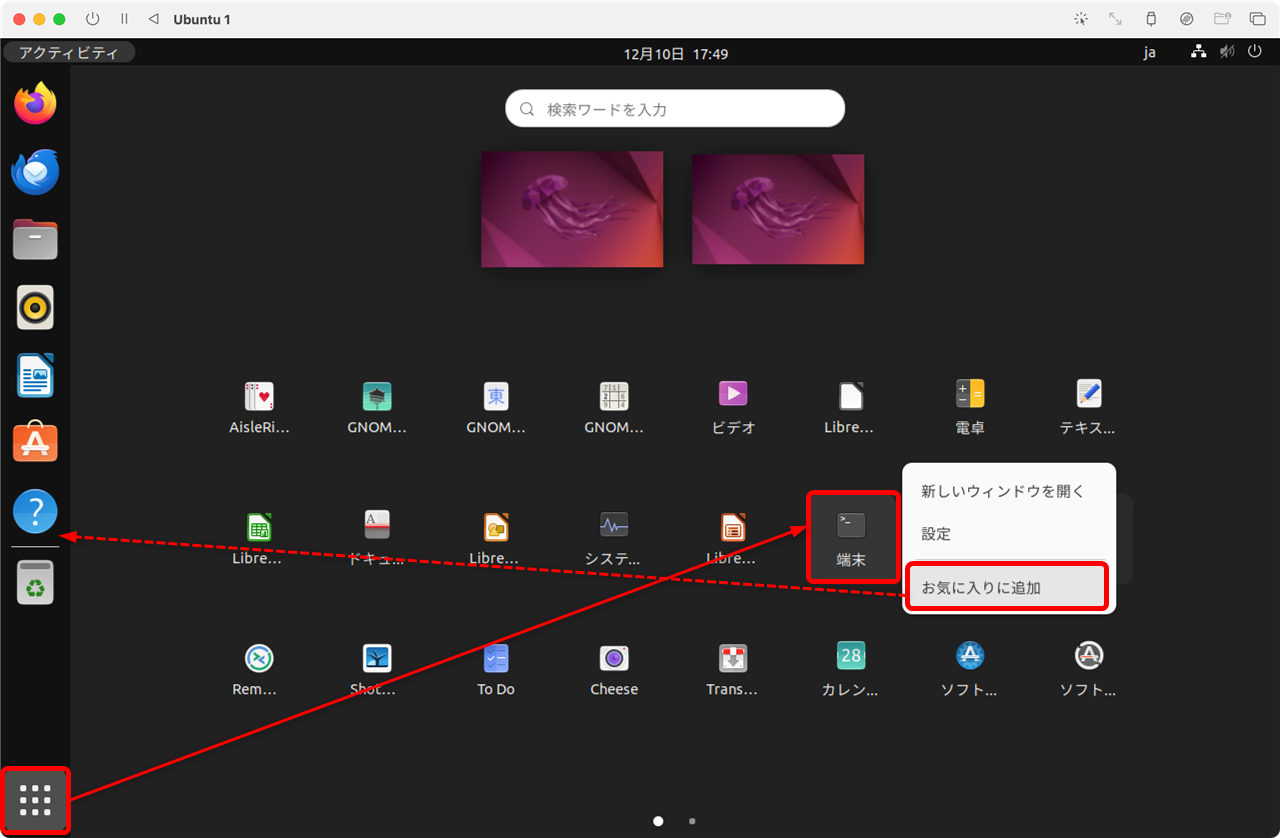 Ubuntu 1
アクティビティ
12月10日 17:49
ja
検索ワードを入力
AisleRi…
GNOM…
GNOM…
GNOM…
ビデオ
Libre…
電卓
テキス…
新しいウィンドウを開く
設定
お気に入りに追加
Libre…
ドキュ…
Libre…
システ…
Libre…
端末
Rem…
Shot…
To Do
Cheese
Trans…
カレン…
ソフト…
ソフト…